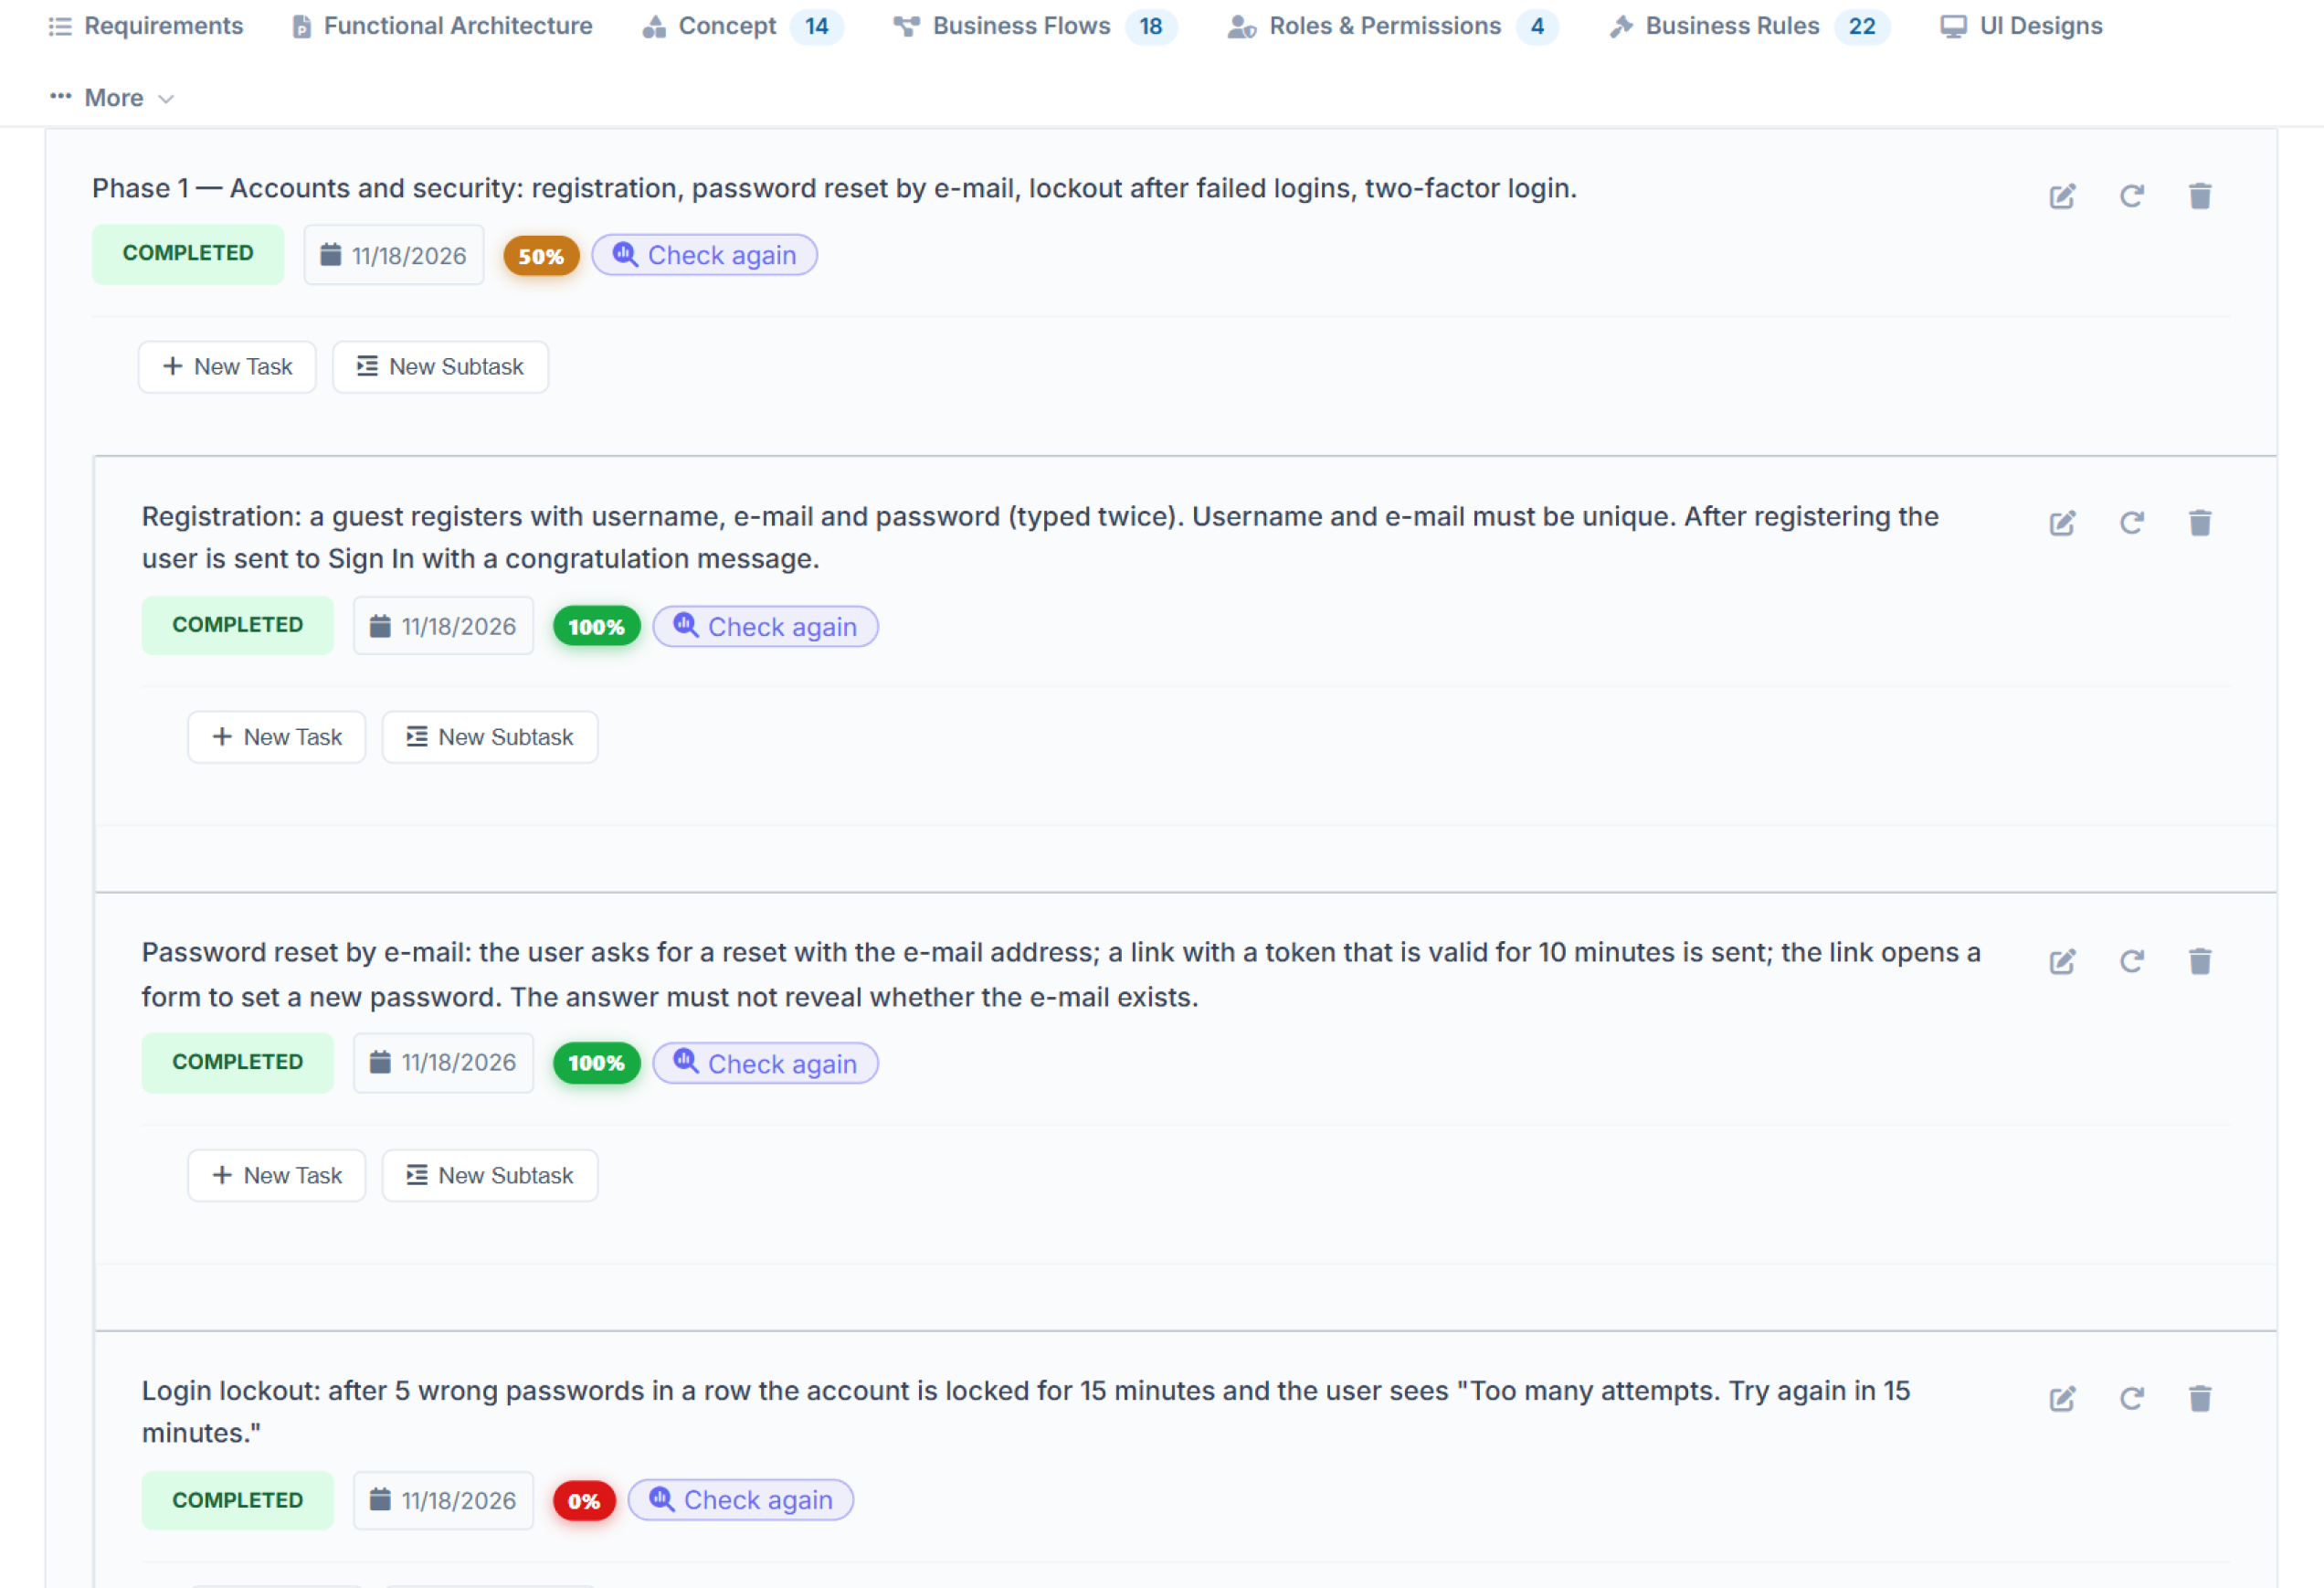 Requirements Functional Architecture Concept 14 Business Flows 18 Roles & Permissions 4 Business Rules 22 UI Designs
More
Phase 1 — Accounts and security: registration, password reset by e-mail, lockout after failed logins, two-factor login.
COMPLETED 11/18/2026 50% Check again
New Task New Subtask
Registration: a guest registers with username, e-mail and password (typed twice). Username and e-mail must be unique. After registering the
user is sent to Sign In with a congratulation message.
COMPLETED 11/18/2026 100% Check again
New Task New Subtask
Password reset by e-mail: the user asks for a reset with the e-mail address; a link with a token that is valid for 10 minutes is sent; the link opens a
form to set a new password. The answer must not reveal whether the e-mail exists.
COMPLETED 11/18/2026 100% Check again
New Task New Subtask
Login lockout: after 5 wrong passwords in a row the account is locked for 15 minutes and the user sees "Too many attempts. Try again in 15
minutes."
COMPLETED 11/18/2026 0% Check again